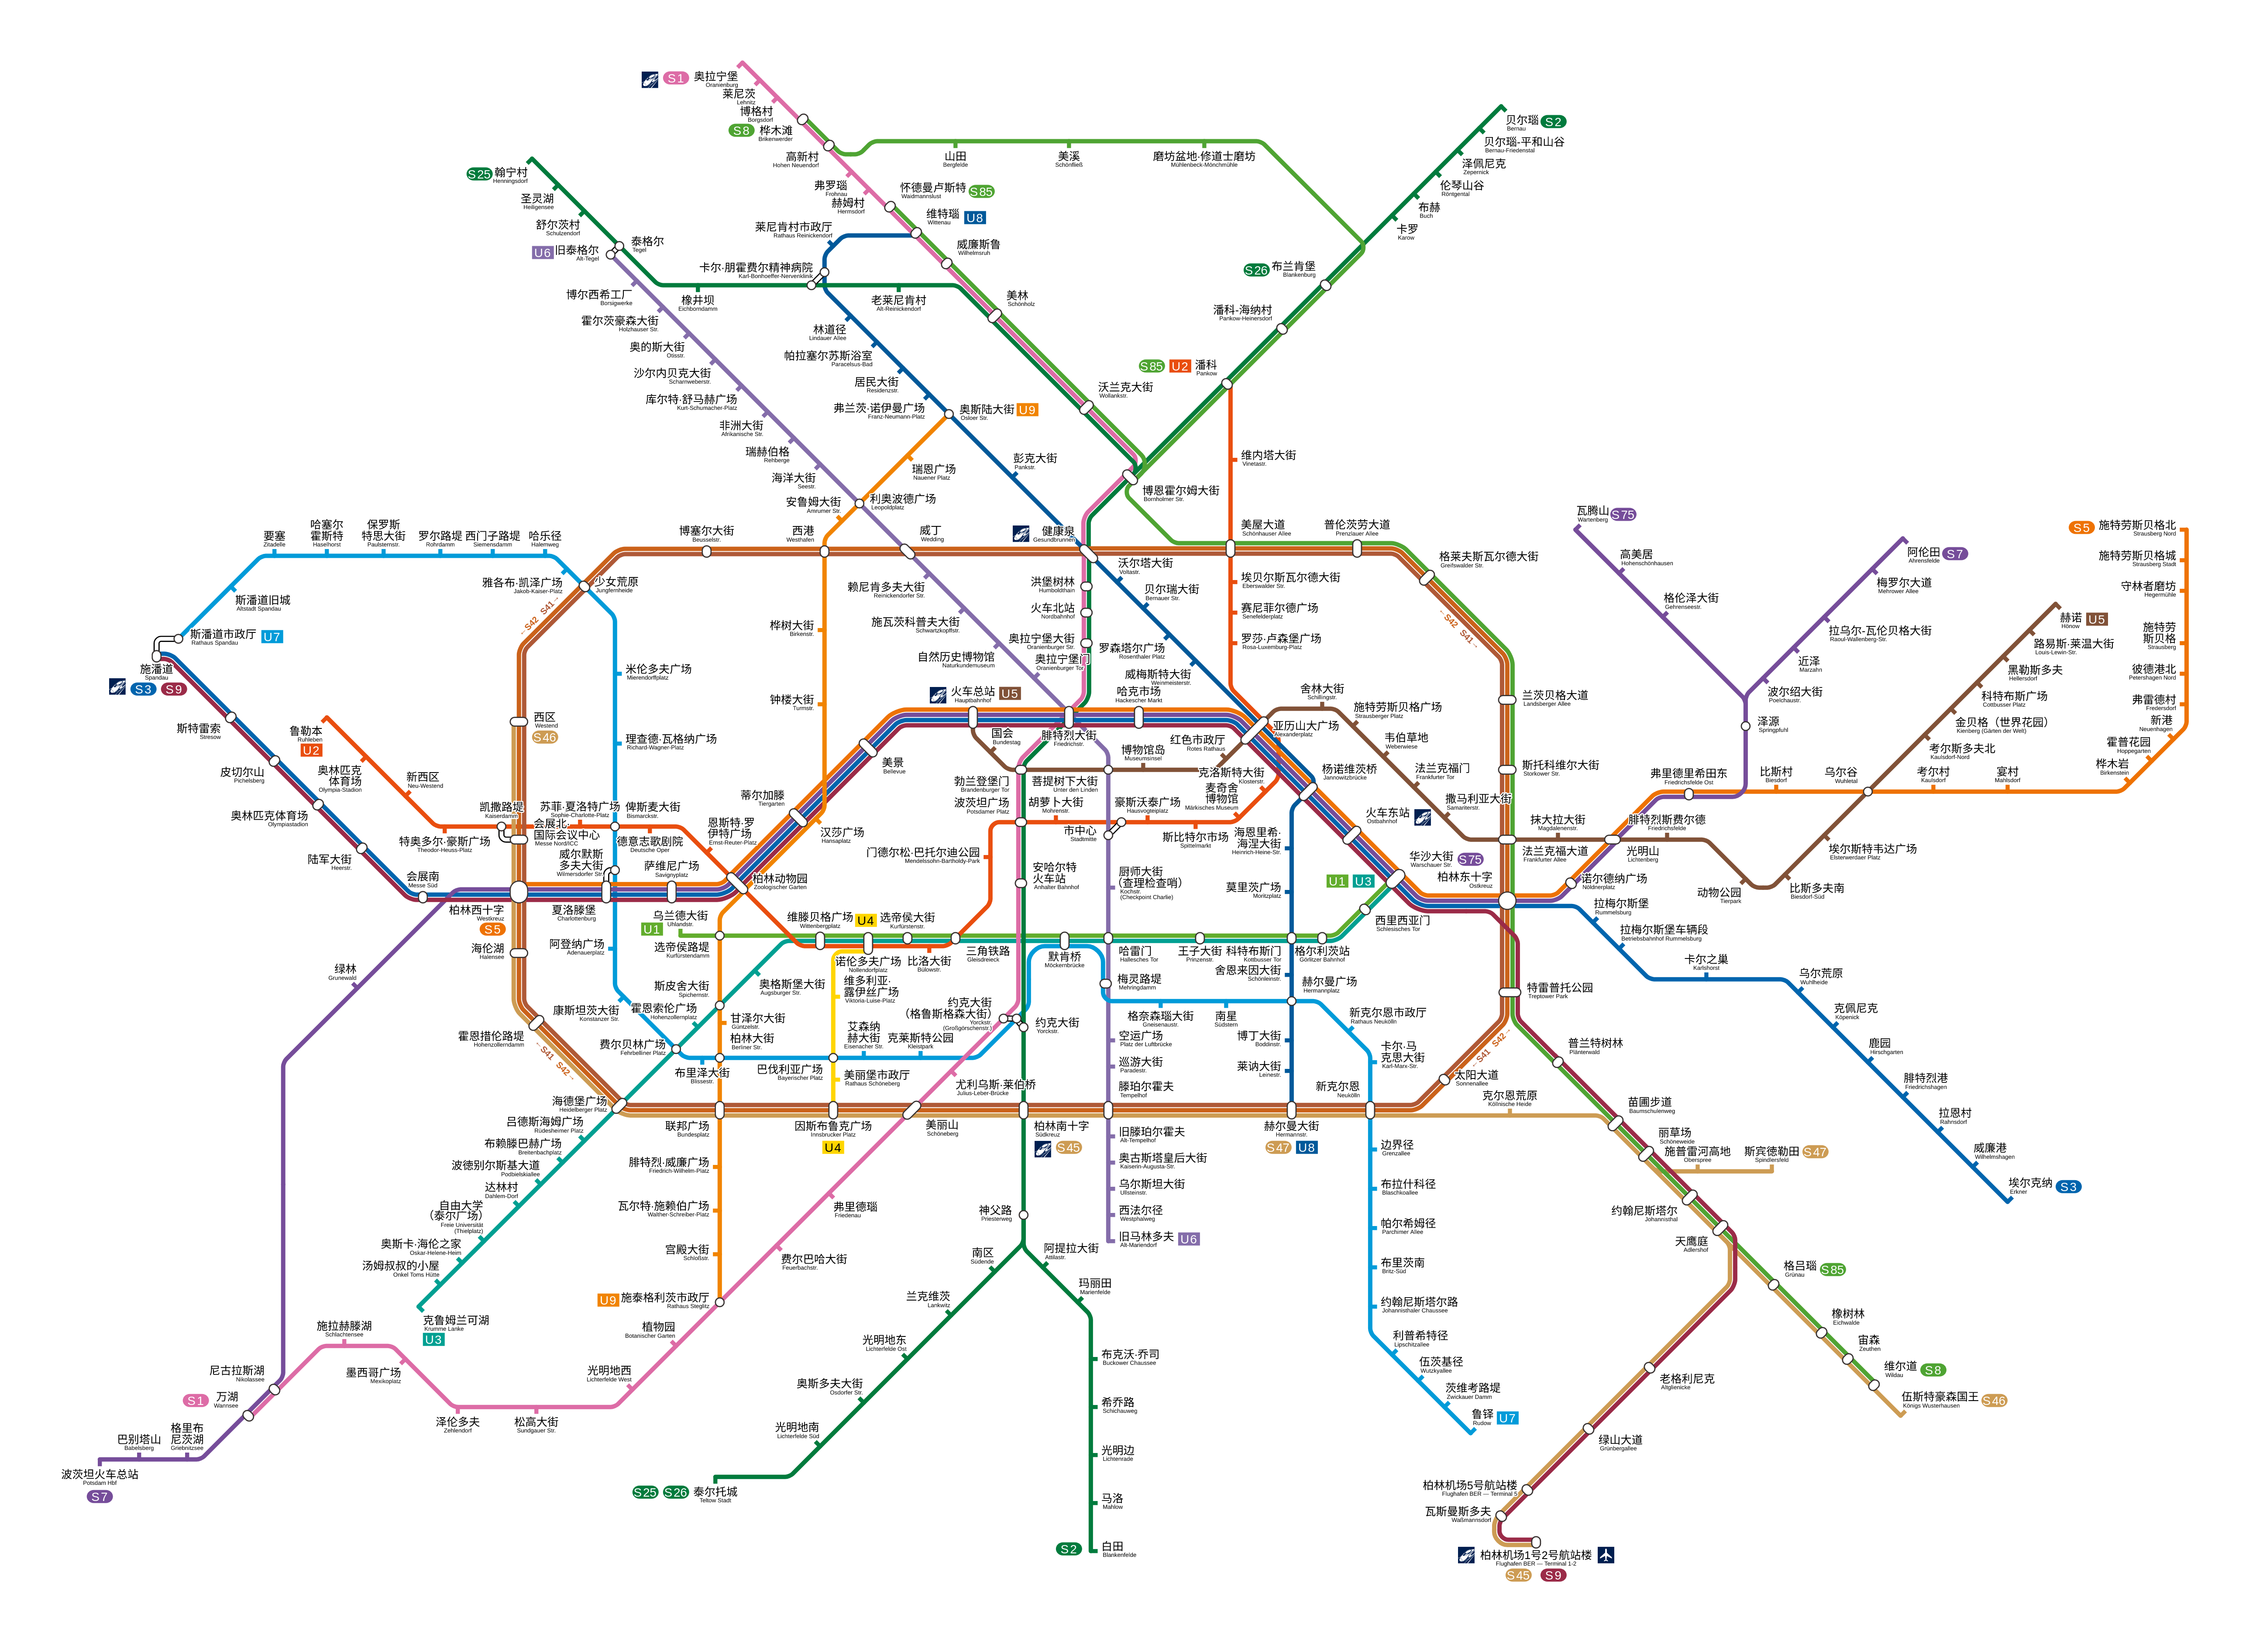 S1 奥拉宁堡
Oranienburg
莱尼茨
Lehnitz
博格村
Borgsdorf
S8 桦木滩
Birkenwerder
高新村
Hohen Neuendorf
弗罗瑙
Frohnau
赫姆村
Hermsdorf
怀德曼卢斯特 S85
Waidmannslust
维特瑙 U8
Wittenau
威廉斯鲁
Wilhelmsruh
美林
Schönholz
沃兰克大街
Wollankstr.
博恩霍尔姆大街
Bornholmer Str.
山田
Bergfelde
美溪
Schönfließ
磨坊盆地·修道士磨坊
Mühlenbeck-Mönchmühle
贝尔瑙 S2
Bernau
贝尔瑙-平和山谷
Bernau-Friedenstal
泽佩尼克
Zepernick
伦琴山谷
Röntgental
布赫
Buch
卡罗
Karow
S26 布兰肯堡
Blankenburg
潘科-海纳村
Pankow-Heinersdorf
S85 U2 潘科
Pankow
S25 翰宁村
Henningsdorf
圣灵湖
Heiligensee
舒尔茨村
Schulzendorf
泰格尔
Tegel
U6 旧泰格尔
Alt-Tegel
莱尼肯村市政厅
Rathaus Reinickendorf
卡尔·朋霍费尔精神病院
Karl-Bonhoeffer-Nervenklinik
橡井坝
Eichborndamm
老莱尼肯村
Alt-Reinickendorf
博尔西希工厂
Borsigwerke
霍尔茨豪森大街
Holzhauser Str.
奥的斯大街
Otisstr.
沙尔内贝克大街
Scharnweberstr.
库尔特·舒马赫广场
Kurt-Schumacher-Platz
非洲大街
Afrikanische Str.
瑞赫伯格
Rehberge
海洋大街
Seestr.
林道径
Lindauer Allee
帕拉塞尔苏斯浴室
Paracelsus-Bad
居民大街
Residenzstr.
弗兰茨·诺伊曼广场
Franz-Neumann-Platz
奥斯陆大街 U9
Osloer Str.
瑞恩广场
Nauener Platz
利奥波德广场
Leopoldplatz
安鲁姆大街
Amrumer Str.
彭克大街
Pankstr.
维内塔大街
Vinetastr.
要塞
Zitadelle
哈塞尔
霍斯特
Haselhorst
保罗斯
特恩大街
Paulsternstr.
罗尔路堤
Rohrdamm
西门子路堤
Siemensdamm
哈乐径
Halemweg
雅各布·凯泽广场
Jakob-Kaiser-Platz
少女荒原
Jungfernheide
斯潘道旧城
Altstadt Spandau
斯潘道市政厅 U7
Rathaus Spandau
施潘道
Spandau
S3 S9
博塞尔大街
Beusselstr.
西港
Westhafen
威丁
Wedding
健康泉
Gesundbrunnen
美屋大道
Schönhauser Allee
普伦茨劳大道
Prenzlauer Allee
格莱夫斯瓦尔德大街
Greifswalder Str.
←S42 S41→
瓦腾山 S75
Wartenberg
高美居
Hohenschönhausen
格伦泽大街
Gehrenseestr.
阿伦田 S7
Ahrensfelde
梅罗尔大道
Mehrower Allee
拉乌尔-瓦伦贝格大街
Raoul-Wallenberg-Str.
近泽
Marzahn
波尔绍大街
Poelchaustr.
泽源
Springpfuhl
赫诺 U5
Hönow
路易斯·莱温大街
Louis-Lewin-Str.
黑勒斯多夫
Hellersdorf
科特布斯广场
Cottbusser Platz
金贝格（世界花园）
Kienberg (Gärten der Welt)
考尔斯多夫北
Kaulsdorf-Nord
S5 施特劳斯贝格北
Strausberg Nord
施特劳斯贝格城
Strausberg Stadt
守林者磨坊
Hegermühle
施特劳
斯贝格
Strausberg
彼德港北
Petershagen Nord
弗雷德村
Fredersdorf
新港
Neuenhagen
霍普花园
Hoppegarten
桦木岩
Birkenstein
宴村
Mahlsdorf
考尔村
Kaulsdorf
乌尔谷
Wuhletal
比斯村
Biesdorf
弗里德里希田东
Friedrichsfelde Ost
桦树大街
Birkenstr.
钟楼大街
Turmstr.
赖尼肯多夫大街
Reinickendorfer Str.
施瓦茨科普夫大街
Schwartzkopffstr.
自然历史博物馆
Naturkundemuseum
洪堡树林
Humboldthain
火车北站
Nordbahnhof
奥拉宁堡大街
Oranienburger Str.
奥拉宁堡门
Oranienburger Tor
沃尔塔大街
Voltastr.
贝尔瑞大街
Bernauer Str.
罗森塔尔广场
Rosenthaler Platz
威梅斯特大街
Weinmeisterstr.
埃贝尔斯瓦尔德大街
Eberswalder Str.
赛尼菲尔德广场
Senefelderplatz
罗莎·卢森堡广场
Rosa-Luxemburg-Platz
←S42 S41→
兰茨贝格大道
Landsberger Allee
斯托科维尔大街
Storkower Str.
火车总站 U5
Hauptbahnhof
哈克市场
Hackescher Markt
腓特烈大街
Friedrichstr.
国会
Bundestag
红色市政厅
Rotes Rathaus
博物馆岛
Museumsinsel
亚历山大广场
Alexanderplatz
舍林大街
Schillingstr.
施特劳斯贝格广场
Strausberger Platz
韦伯草地
Weberwiese
法兰克福门
Frankfurter Tor
撒马利亚大街
Samariterstr.
抹大拉大街
Magdalenenstr.
腓特烈斯费尔德
Friedrichsfelde
法兰克福大道
Frankfurter Allee
光明山
Lichtenberg
动物公园
Tierpark
比斯多夫南
Biesdorf-Süd
埃尔斯特韦达广场
Elsterwerdaer Platz
诺尔德纳广场
Nöldnerplatz
西区
Westend
S46
米伦多夫广场
Mierendorffplatz
理查德·瓦格纳广场
Richard-Wagner-Platz
斯特雷索
Stresow
皮切尔山
Pichelsberg
奥林匹克体育场
Olympiastadion
陆军大街
Heerstr.
会展南
Messe Süd
鲁勒本
Ruhleben
U2
奥林匹克
体育场
Olympia-Stadion
新西区
Neu-Westend
特奥多尔·豪斯广场
Theodor-Heuss-Platz
凯撒路堤
Kaiserdamm
苏菲·夏洛特广场
Sophie-Charlotte-Platz
俾斯麦大街
Bismarckstr.
会展北·
国际会议中心
Messe Nord/ICC
德意志歌剧院
Deutsche Oper
恩斯特·罗
伊特广场
Ernst-Reuter-Platz
威尔默斯
多夫大街
Wilmersdorfer Str.
萨维尼广场
Savignyplatz
夏洛滕堡
Charlottenburg
柏林西十字
Westkreuz
S5
海伦湖
Halensee
柏林动物园
Zoologischer Garten
蒂尔加滕
Tiergarten
美景
Bellevue
汉莎广场
Hansaplatz
勃兰登堡门
Brandenburger Tor
菩提树下大街
Unter den Linden
波茨坦广场
Potsdamer Platz
胡萝卜大街
Mohrenstr.
市中心
Stadtmitte
豪斯沃泰广场
Hausvogteiplatz
斯比特尔市场
Spittelmarkt
麦奇舍
博物馆
Märkisches Museum
克洛斯特大街
Klosterstr.
杨诺维茨桥
Jannowitzbrücke
火车东站
Ostbahnhof
海恩里希·
海涅大街
Heinrich-Heine-Str.
莫里茨广场
Moritzplatz
华沙大街 S75
Warschauer Str.
U1 U3
柏林东十字
Ostkreuz
门德尔松·巴托尔迪公园
Mendelssohn-Bartholdy-Park
安哈尔特
火车站
Anhalter Bahnhof
厨师大街
（查理检查哨）
Kochstr.
(Checkpoint Charlie)
西里西亚门
Schlesisches Tor
U1
乌兰德大街
Uhlandstr.
选帝侯路堤
Kurfürstendamm
维滕贝格广场
Wittenbergplatz
U4
选帝侯大街
Kurfürstenstr.
诺伦多夫广场
Nollendorfplatz
比洛大街
Bülowstr.
三角铁路
Gleisdreieck
默肯桥
Möckernbrücke
哈雷门
Hallesches Tor
王子大街
Prinzenstr.
科特布斯门
Kottbusser Tor
格尔利茨站
Görlitzer Bahnhof
阿登纳广场
Adenauerplatz
康斯坦茨大街
Konstanzer Str.
霍恩索伦广场
Hohenzollernplatz
斯皮舍大街
Spichernstr.
奥格斯堡大街
Augsburger Str.
维多利亚·
露伊丝广场
Viktoria-Luise-Platz
甘泽尔大街
Güntzelstr.
柏林大街
Berliner Str.
艾森纳
赫大街
Eisenacher Str.
克莱斯特公园
Kleistpark
约克大街
（格鲁斯格森大街）
Yorckstr.
(Großgörschenstr.)
约克大街
Yorckstr.
梅灵路堤
Mehringdamm
格奈森瑙大街
Gneisenaustr.
南星
Südstern
舍恩来因大街
Schönleinstr.
赫尔曼广场
Hermannplatz
新克尔恩市政厅
Rathaus Neukölln
卡尔·马
克思大街
Karl-Marx-Str.
博丁大街
Boddinstr.
莱讷大街
Leinestr.
新克尔恩
Neukölln
空运广场
Platz der Luftbrücke
巡游大街
Paradestr.
滕珀尔霍夫
Tempelhof
霍恩措伦路堤
Hohenzollerndamm
←S41 S42→
费尔贝林广场
Fehrbelliner Platz
布里泽大街
Blissestr.
巴伐利亚广场
Bayerischer Platz
美丽堡市政厅
Rathaus Schöneberg
尤利乌斯·莱伯桥
Julius-Leber-Brücke
海德堡广场
Heidelberger Platz
联邦广场
Bundesplatz
因斯布鲁克广场
Innsbrucker Platz
U4
美丽山
Schöneberg
柏林南十字
Südkreuz
S45
赫尔曼大街
Hermannstr.
S47 U8
太阳大道
Sonnenallee
←S41 S42→
特雷普托公园
Treptower Park
普兰特树林
Plänterwald
克尔恩荒原
Köllnische Heide
苗圃步道
Baumschulenweg
丽草场
Schöneweide
施普雷河高地
Oberspree
斯宾德勒田 S47
Spindlersfeld
约翰尼斯塔尔
Johannisthal
天鹰庭
Adlershof
格吕瑙 S85
Grünau
橡树林
Eichwalde
宙森
Zeuthen
维尔道 S8
Wildau
伍斯特豪森国王 S46
Königs Wusterhausen
拉梅尔斯堡
Rummelsburg
拉梅尔斯堡车辆段
Betriebsbahnhof Rummelsburg
卡尔之巢
Karlshorst
乌尔荒原
Wuhlheide
克佩尼克
Köpenick
鹿园
Hirschgarten
腓特烈港
Friedrichshagen
拉恩村
Rahnsdorf
威廉港
Wilhelmshagen
埃尔克纳 S3
Erkner
绿林
Grunewald
尼古拉斯湖
Nikolassee
S1 万湖
Wannsee
格里布
尼茨湖
Griebnitzsee
巴别塔山
Babelsberg
波茨坦火车总站
Potsdam Hbf
S7
施拉赫滕湖
Schlachtensee
墨西哥广场
Mexikoplatz
泽伦多夫
Zehlendorf
松高大街
Sundgauer Str.
光明地西
Lichterfelde West
植物园
Botanischer Garten
吕德斯海姆广场
Rüdesheimer Platz
布赖滕巴赫广场
Breitenbachplatz
波德别尔斯基大道
Podbielskiallee
达林村
Dahlem-Dorf
自由大学
（泰尔广场）
Freie Universität
(Thielplatz)
奥斯卡·海伦之家
Oskar-Helene-Heim
汤姆叔叔的小屋
Onkel Toms Hütte
克鲁姆兰可湖
Krumme Lanke
U3
腓特烈·威廉广场
Friedrich-Wilhelm-Platz
瓦尔特·施赖伯广场
Walther-Schreiber-Platz
宫殿大街
Schloßstr.
U9 施泰格利茨市政厅
Rathaus Steglitz
弗里德瑙
Friedenau
费尔巴哈大街
Feuerbachstr.
神父路
Priesterweg
南区
Südende
兰克维茨
Lankwitz
光明地东
Lichterfelde Ost
奥斯多夫大街
Osdorfer Str.
光明地南
Lichterfelde Süd
S25 S26 泰尔托城
Teltow Stadt
阿提拉大街
Attilastr.
玛丽田
Marienfelde
布克沃·乔司
Buckower Chaussee
希乔路
Schichauweg
光明边
Lichtenrade
马洛
Mahlow
S2 白田
Blankenfelde
旧滕珀尔霍夫
Alt-Tempelhof
奥古斯塔皇后大街
Kaiserin-Augusta-Str.
乌尔斯坦大街
Ullsteinstr.
西法尔径
Westphalweg
旧马林多夫 U6
Alt-Mariendorf
边界径
Grenzallee
布拉什科径
Blaschkoallee
帕尔希姆径
Parchimer Allee
布里茨南
Britz-Süd
约翰尼斯塔尔路
Johannisthaler Chaussee
利普希特径
Lipschitzallee
伍茨基径
Wutzkyallee
茨维考路堤
Zwickauer Damm
鲁铎 U7
Rudow
老格利尼克
Altglienicke
绿山大道
Grünbergallee
柏林机场5号航站楼
Flughafen BER — Terminal 5
瓦斯曼斯多夫
Waßmannsdorf
柏林机场1号2号航站楼
Flughafen BER — Terminal 1-2
S45 S9